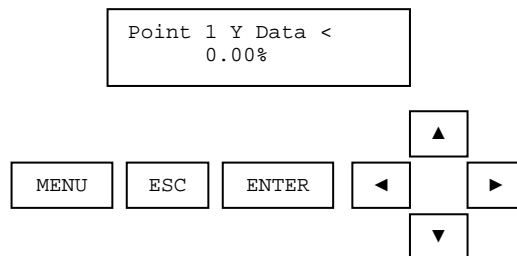 Point 1 Y Data <
0.00%
▲
MENU ESC ENTER ◄ ►
▼